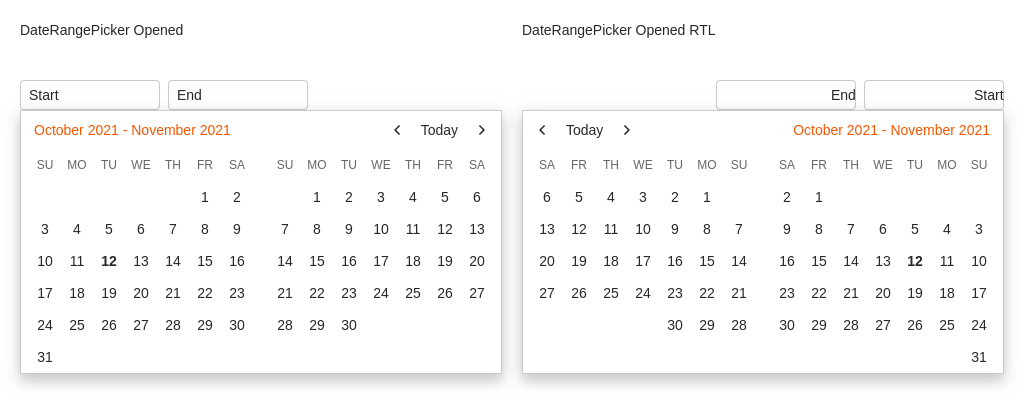 DateRangePicker Opened
Start End
October 2021 - November 2021 Today
SU MO TU WE TH FR SA SU MO TU WE TH FR SA
1 2 1 2 3 4 5 6
3 4 5 6 7 8 9 7 8 9 10 11 12 13
10 11 12 13 14 15 16 14 15 16 17 18 19 20
17 18 19 20 21 22 23 21 22 23 24 25 26 27
24 25 26 27 28 29 30 28 29 30
31
DateRangePicker Opened RTL
End Start
Today October 2021 - November 2021
SA FR TH WE TU MO SU SA FR TH WE TU MO SU
6 5 4 3 2 1 2 1
13 12 11 10 9 8 7 9 8 7 6 5 4 3
20 19 18 17 16 15 14 16 15 14 13 12 11 10
27 26 25 24 23 22 21 23 22 21 20 19 18 17
30 29 28 30 29 28 27 26 25 24
31